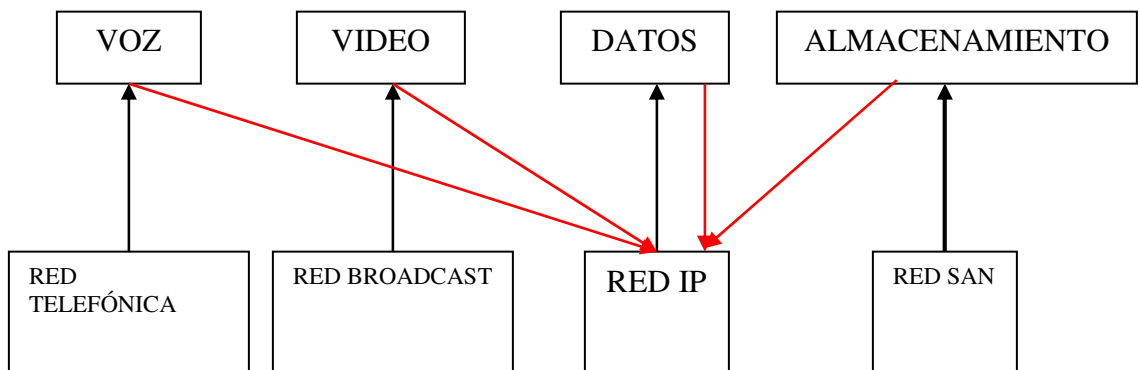 VOZ
VIDEO
DATOS
ALMACENAMIENTO
RED
TELEFÓNICA
RED BROADCAST
RED IP
RED SAN